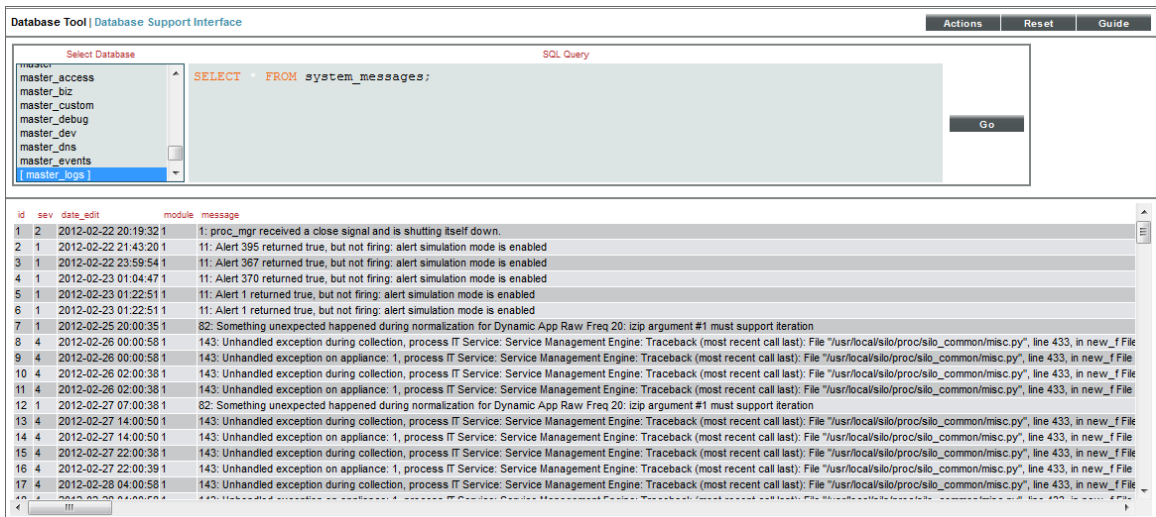 Database Tool | Database Support Interface
Actions Reset Guide
Select Database
SQL Query
master
master_access
master_biz
master_custom
master_debug
master_dev
master_dns
master_events
[ master_logs ]
SELECT * FROM system_messages;
Go
id sev date_edit module message
1 2 2012-02-22 20:19:32 1 1: proc_mgr received a close signal and is shutting itself down.
2 1 2012-02-22 21:43:20 1 11: Alert 395 returned true, but not firing: alert simulation mode is enabled
3 1 2012-02-22 23:59:54 1 11: Alert 367 returned true, but not firing: alert simulation mode is enabled
4 1 2012-02-23 01:04:47 1 11: Alert 370 returned true, but not firing: alert simulation mode is enabled
5 1 2012-02-23 01:22:51 1 11: Alert 1 returned true, but not firing: alert simulation mode is enabled
6 1 2012-02-23 01:22:51 1 11: Alert 1 returned true, but not firing: alert simulation mode is enabled
7 1 2012-02-25 20:00:35 1 82: Something unexpected happened during normalization for Dynamic App Raw Freq 20: izip argument #1 must support iteration
8 4 2012-02-26 00:00:58 1 143: Unhandled exception during collection, process IT Service: Service Management Engine: Traceback (most recent call last): File "/usr/local/silo/proc/silo_common/misc.py", line 433, in new_f File
9 4 2012-02-26 00:00:58 1 143: Unhandled exception on appliance: 1, process IT Service: Service Management Engine: Traceback (most recent call last): File "/usr/local/silo/proc/silo_common/misc.py", line 433, in new_f File
10 4 2012-02-26 02:00:38 1 143: Unhandled exception during collection, process IT Service: Service Management Engine: Traceback (most recent call last): File "/usr/local/silo/proc/silo_common/misc.py", line 433, in new_f File
11 4 2012-02-26 02:00:38 1 143: Unhandled exception on appliance: 1, process IT Service: Service Management Engine: Traceback (most recent call last): File "/usr/local/silo/proc/silo_common/misc.py", line 433, in new_f File
12 1 2012-02-27 07:00:38 1 82: Something unexpected happened during normalization for Dynamic App Raw Freq 20: izip argument #1 must support iteration
13 4 2012-02-27 14:00:50 1 143: Unhandled exception during collection, process IT Service: Service Management Engine: Traceback (most recent call last): File "/usr/local/silo/proc/silo_common/misc.py", line 433, in new_f File
14 4 2012-02-27 14:00:50 1 143: Unhandled exception on appliance: 1, process IT Service: Service Management Engine: Traceback (most recent call last): File "/usr/local/silo/proc/silo_common/misc.py", line 433, in new_f File
15 4 2012-02-27 22:00:38 1 143: Unhandled exception during collection, process IT Service: Service Management Engine: Traceback (most recent call last): File "/usr/local/silo/proc/silo_common/misc.py", line 433, in new_f File
16 4 2012-02-27 22:00:39 1 143: Unhandled exception on appliance: 1, process IT Service: Service Management Engine: Traceback (most recent call last): File "/usr/local/silo/proc/silo_common/misc.py", line 433, in new_f File
17 4 2012-02-28 04:00:58 1 143: Unhandled exception during collection, process IT Service: Service Management Engine: Traceback (most recent call last): File "/usr/local/silo/proc/silo_common/misc.py", line 433, in new_f File